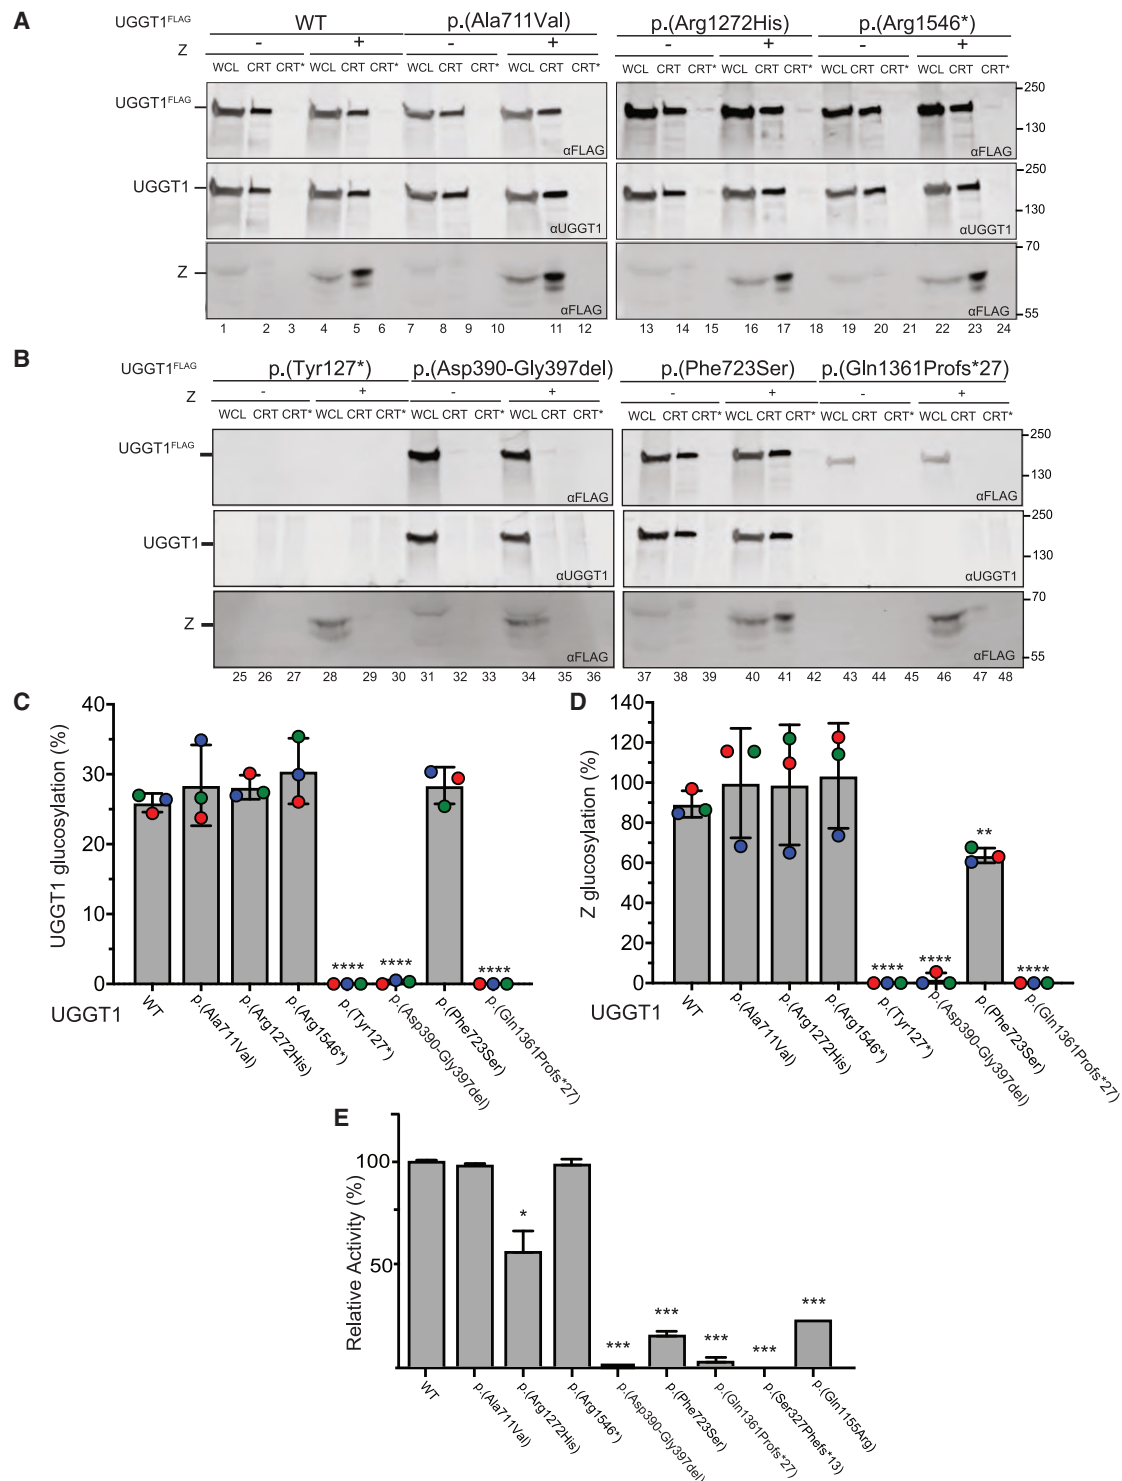 A
UGGT1FLAG WT p.(Ala711Val) p.(Arg1272His) p.(Arg1546*)
Z - + - + - + - +
WCL CRT CRT* WCL CRT CRT* WCL CRT CRT* WCL CRT CRT* WCL CRT CRT* WCL CRT CRT* WCL CRT CRT* WCL CRT CRT*
UGGT1FLAG αFLAG αFLAG 250 130
UGGT1 αUGGT1 αUGGT1 250 130
Z αFLAG αFLAG 70 55
1 2 3 4 5 6 7 8 9 10 11 12 13 14 15 16 17 18 19 20 21 22 23 24
B
UGGT1FLAG p.(Tyr127*) p.(Asp390-Gly397del) p.(Phe723Ser) p.(Gln1361Profs*27)
Z - + - + - + - +
WCL CRT CRT* WCL CRT CRT* WCL CRT CRT* WCL CRT CRT* WCL CRT CRT* WCL CRT CRT* WCL CRT CRT* WCL CRT CRT*
UGGT1FLAG αFLAG αFLAG 250 130
UGGT1 αUGGT1 αUGGT1 250 130
Z αFLAG αFLAG 70 55
25 26 27 28 29 30 31 32 33 34 35 36 37 38 39 40 41 42 43 44 45 46 47 48
C
UGGT1 glucosylation (%)
40
30
20
10
0
**** **** ****
UGGT1 WT p.(Ala711Val) p.(Arg1272His) p.(Arg1546*) p.(Tyr127*) p.(Asp390-Gly397del) p.(Phe723Ser) p.(Gln1361Profs*27)
D
Z glucosylation (%)
140
120
100
80
60
40
20
0
**** **** ** ****
UGGT1 WT p.(Ala711Val) p.(Arg1272His) p.(Arg1546*) p.(Tyr127*) p.(Asp390-Gly397del) p.(Phe723Ser) p.(Gln1361Profs*27)
E
Relative Activity (%)
100
50
* *** *** *** *** ***
WT p.(Ala711Val) p.(Arg1272His) p.(Arg1546*) p.(Asp390-Gly397del) p.(Phe723Ser) p.(Gln1361Profs*27) p.(Ser327Phefs*13) p.(Gln1155Arg)